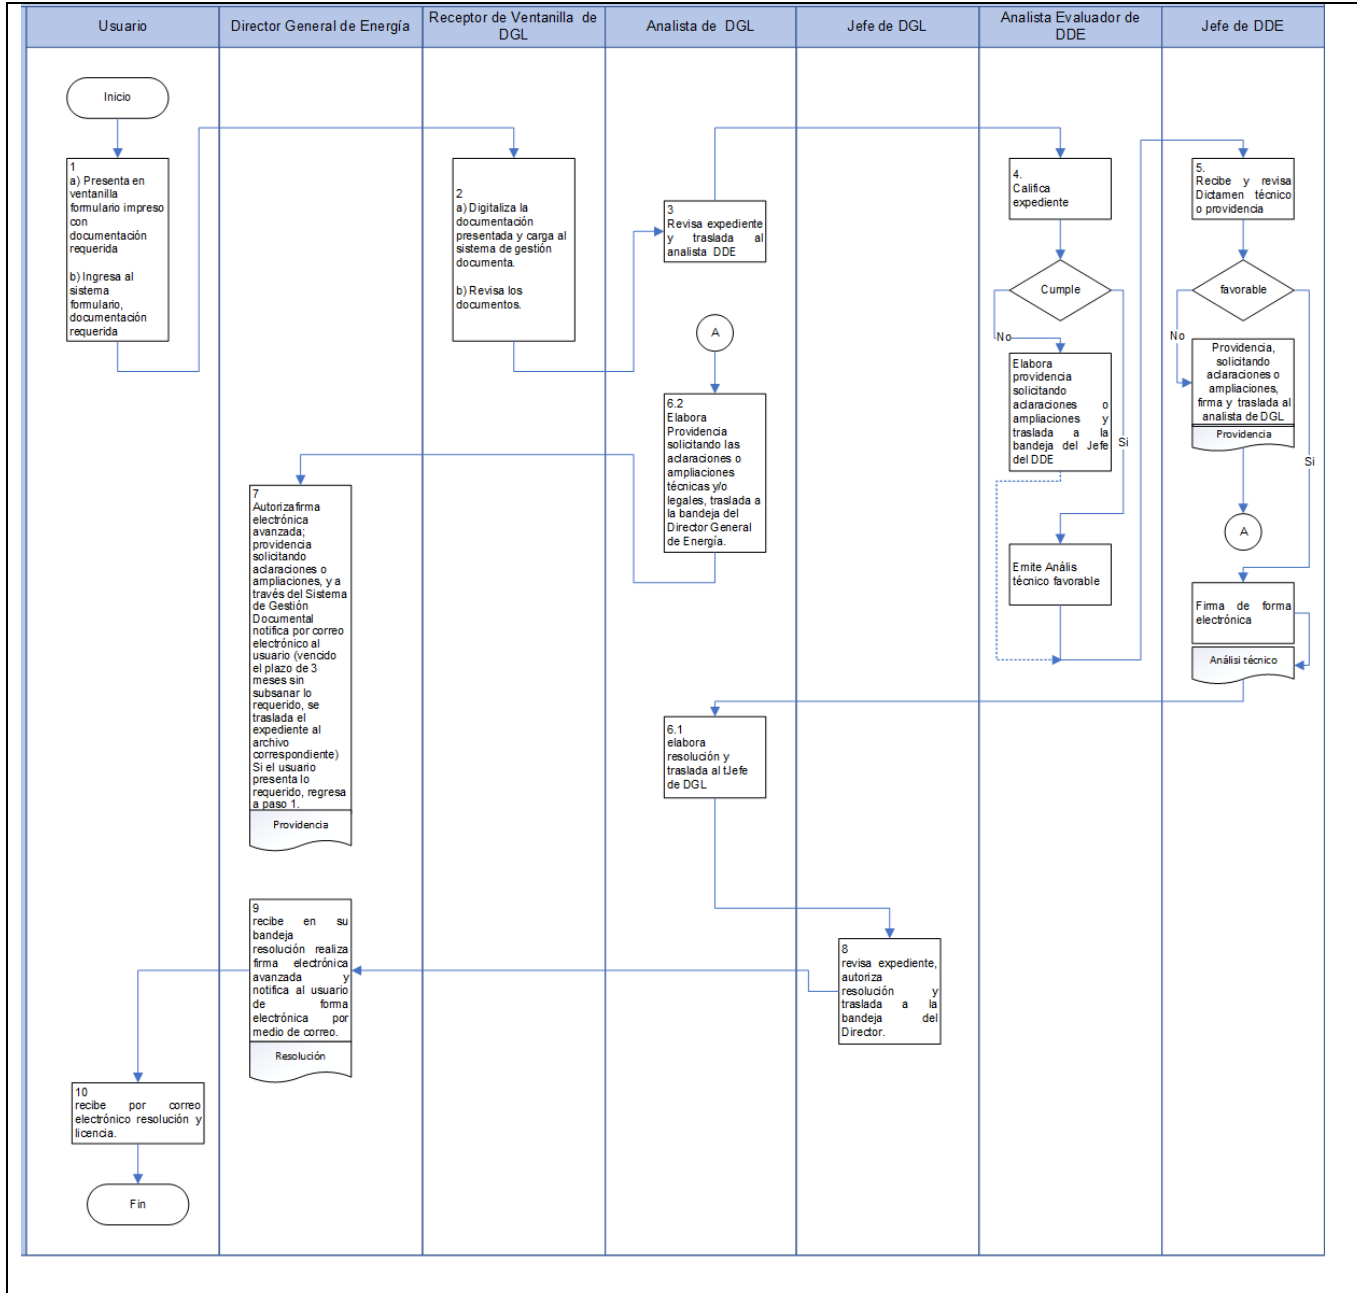 Usuario
Director General de Energía
Receptor de Ventanilla de
DGL
Analista de DGL
Jefe de DGL
Analista Evaluador de
DDE
Jefe de DDE
Inicio
1
a) Presenta en
ventanilla
formulario impreso
con
documentación
requerida
b) Ingresa al
sistema
formulario,
documentación
requerida
2
a) Digitaliza la
documentación
presentada y carga al
sistema de gestión
documenta.
b) Revisa los
documentos.
3
Revisa expediente
y traslada al
analista DDE
4.
Califica
expediente
5.
Recibe y revisa
Dictamen técnico
o providencia
Cumple
favorable
No
Si
No
Si
A
Elabora
providencia
solicitando
aclaraciones o
ampliaciones y
traslada a la
bandeja del Jefe
del DDE
Providencia,
solicitando
aclaraciones o
ampliaciones,
firma y traslada al
analista de DGL
Providencia
6.2
Elabora
Providencia
solicitando las
aclaraciones o
ampliaciones
técnicas y/o
legales, traslada a
la bandeja del
Director General
de Energía.
7
Autorizafirma
electrónica
avanzada;
providencia
solicitando
aclaraciones o
ampliaciones, y a
través del Sistema
de Gestión
Documental
notifica por correo
electrónico al
usuario (vencido
el plazo de 3
meses sin
subsanar lo
requerido, se
traslada el
expediente al
archivo
correspondiente)
Si el usuario
presenta lo
requerido, regresa
a paso 1.
Providencia
A
Emite Anális
técnico favorable
Firma de forma
electrónica
Análisi técnico
6.1
elabora
resolución y
traslada al tJefe
de DGL
8
revisa expediente,
autoriza
resolución y
traslada a la
bandeja del
Director.
9
recibe en su
bandeja
resolución realiza
firma electrónica
avanzada y
notifica al usuario
de forma
electrónica por
medio de correo.
Resolución
10
recibe por correo
electrónico resolución y
licencia.
Fin